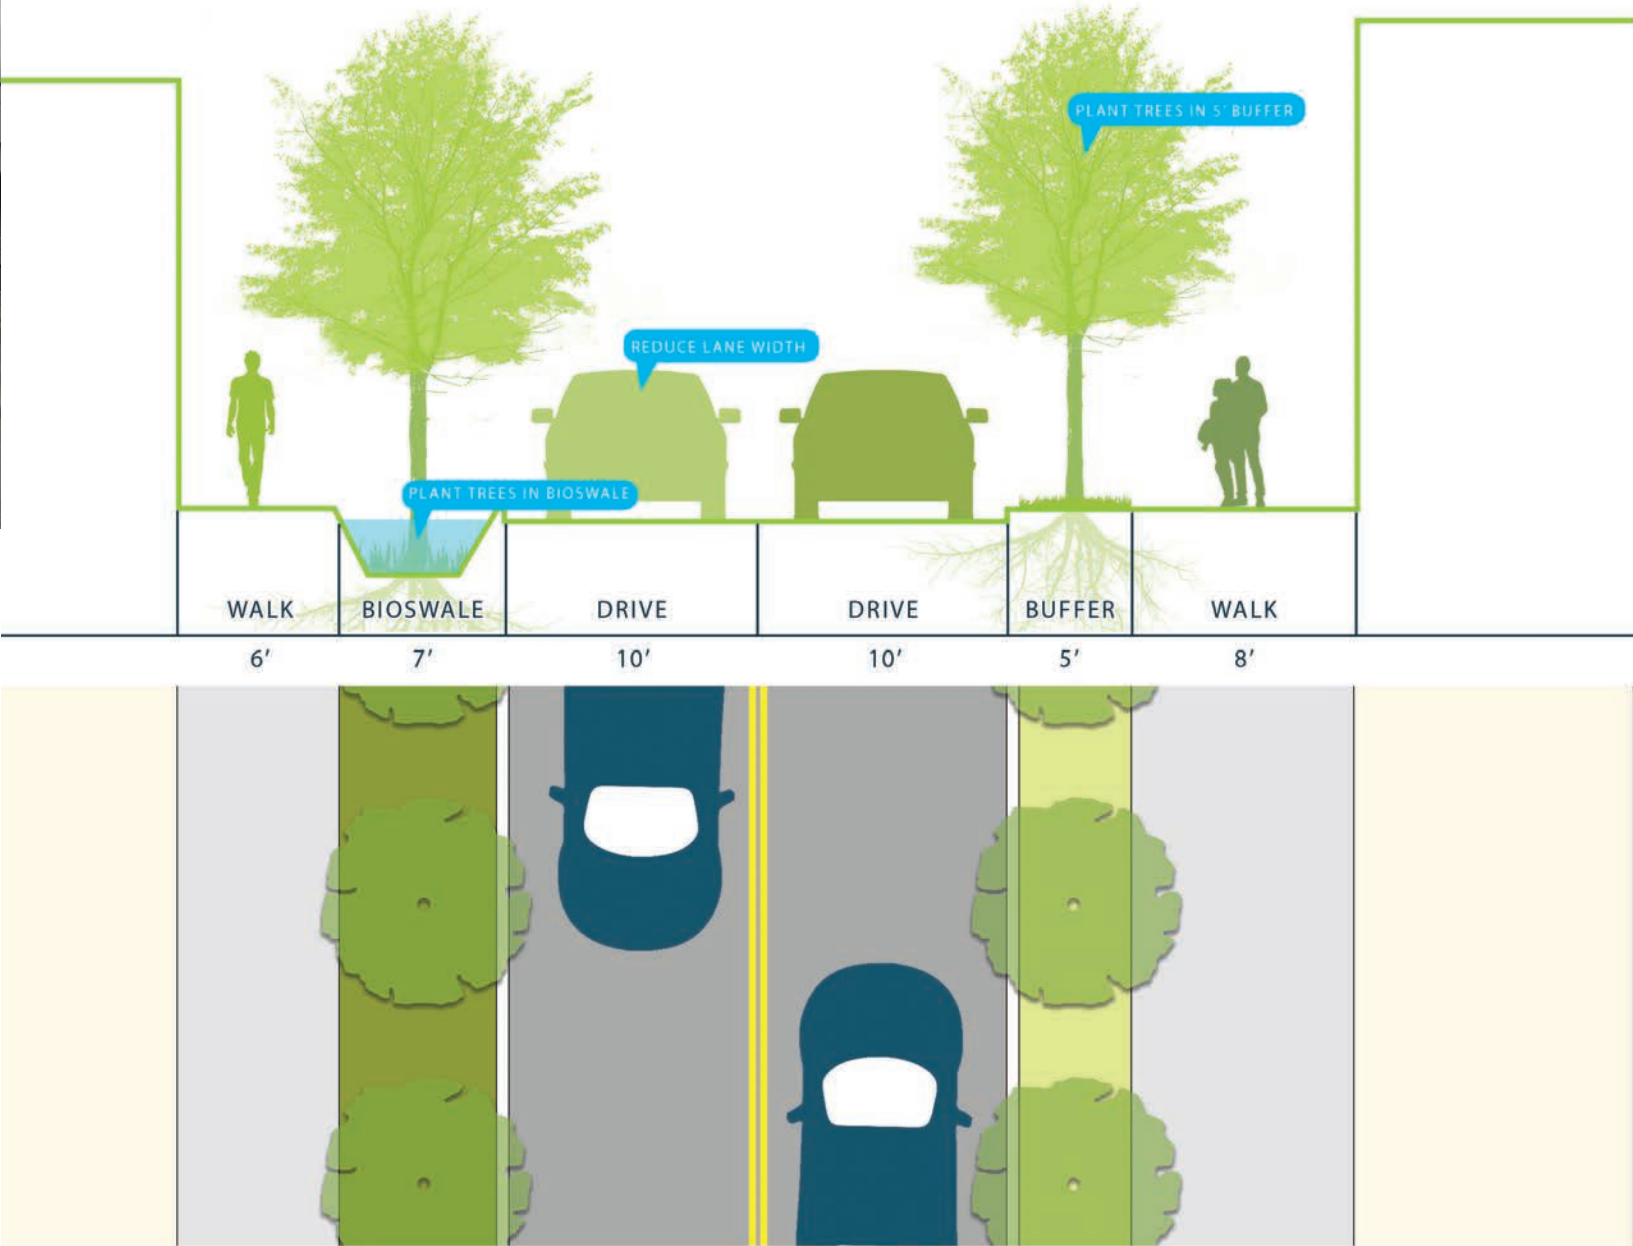 PLANT TREES IN 5' BUFFER
REDUCE LANE WIDTH
PLANT TREES IN BIOSWALE
WALK BIOSWALE DRIVE DRIVE BUFFER WALK
6' 7' 10' 10' 5' 8'